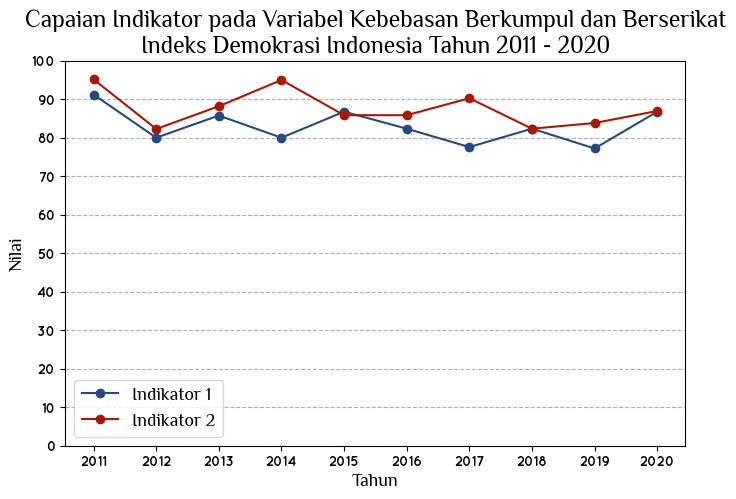 Capaian Indikator pada Variabel Kebebasan Berkumpul dan Berserikat
Indeks Demokrasi Indonesia Tahun 2011 - 2020
100
90
80
70
60
50
40
30
20
10
0
Nilai
Indikator 1
Indikator 2
2011 2012 2013 2014 2015 2016 2017 2018 2019 2020
Tahun